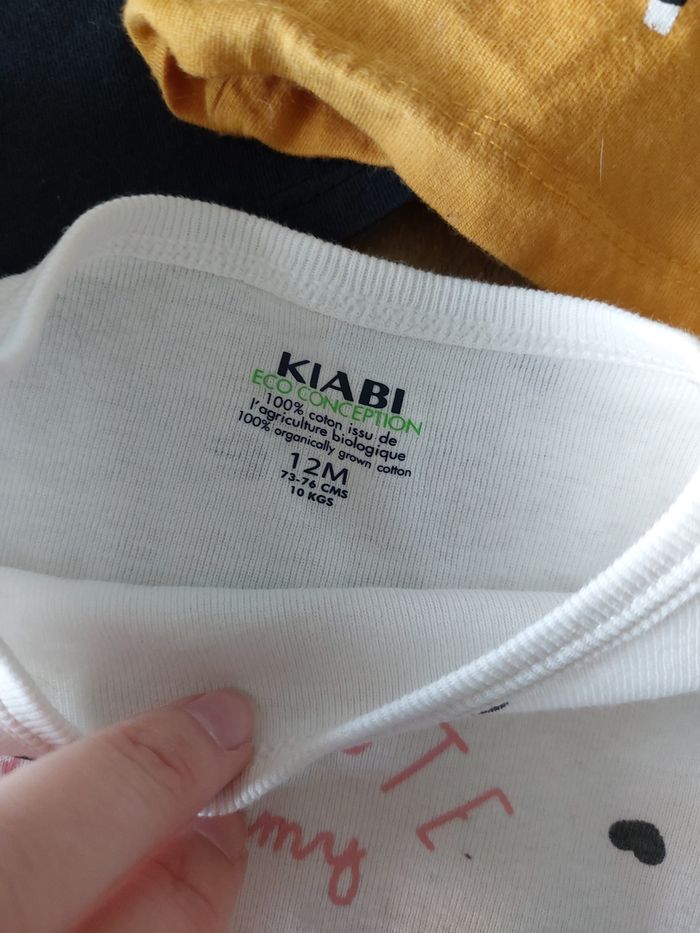 KIABI
ECO CONCEPTION
100% coton issu de
l'agriculture biologique
100% organically grown cotton
12M
73-76 CMS
10 KGS
my